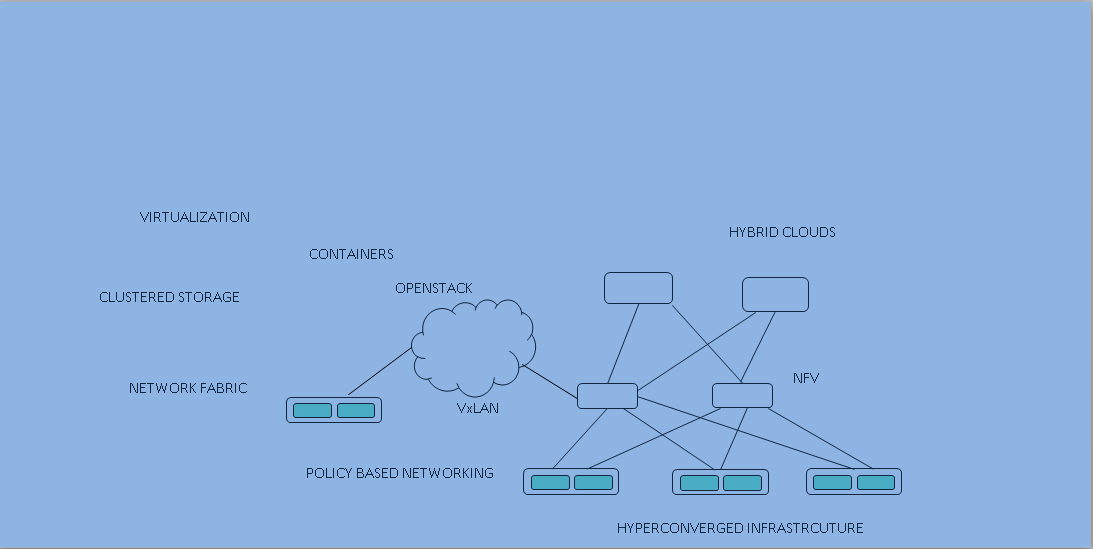 VIRTUALIZATION
HYBRID CLOUDS
CONTAINERS
OPENSTACK
CLUSTERED STORAGE
NFV
NETWORK FABRIC
VxLAN
POLICY BASED NETWORKING
HYPERCONVERGED INFRASTRCUTURE